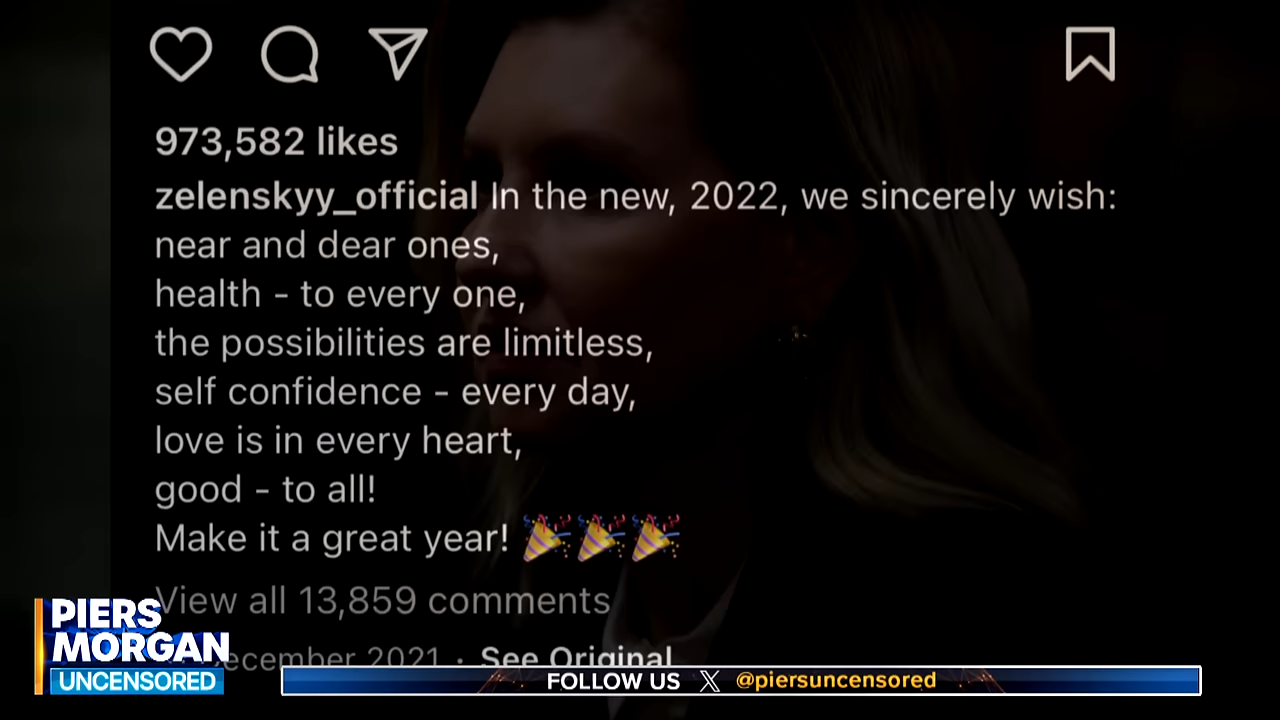 973,582 likes
zelenskyy_official In the new, 2022, we sincerely wish:
near and dear ones,
health - to every one,
the possibilities are limitless,
self confidence - every day,
love is in every heart,
good - to all!
Make it a great year! 🎉🎉🎉
View all 13,859 comments
December 2021 · See Original
PIERS
MORGAN
UNCENSORED
FOLLOW US X @piersuncensored